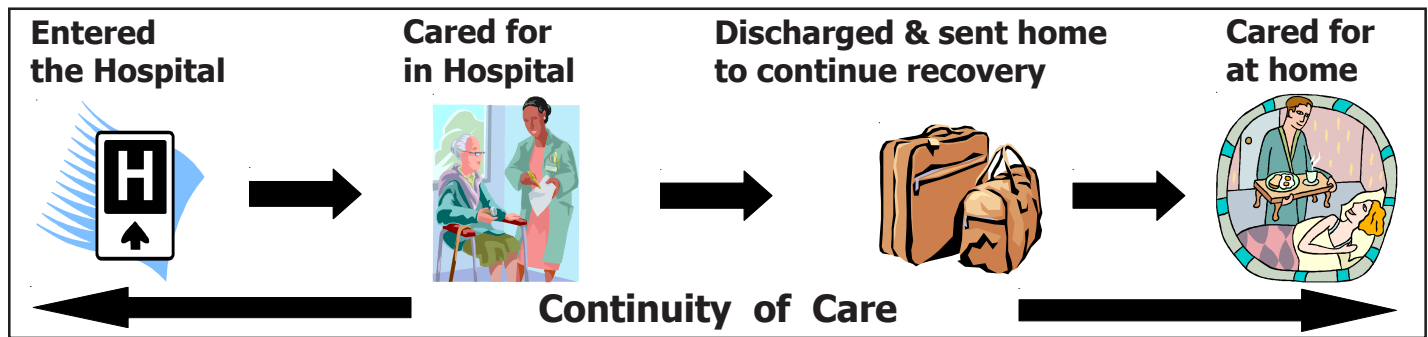 Entered
the Hospital
Cared for
in Hospital
Discharged & sent home
to continue recovery
Cared for
at home
H
Continuity of Care